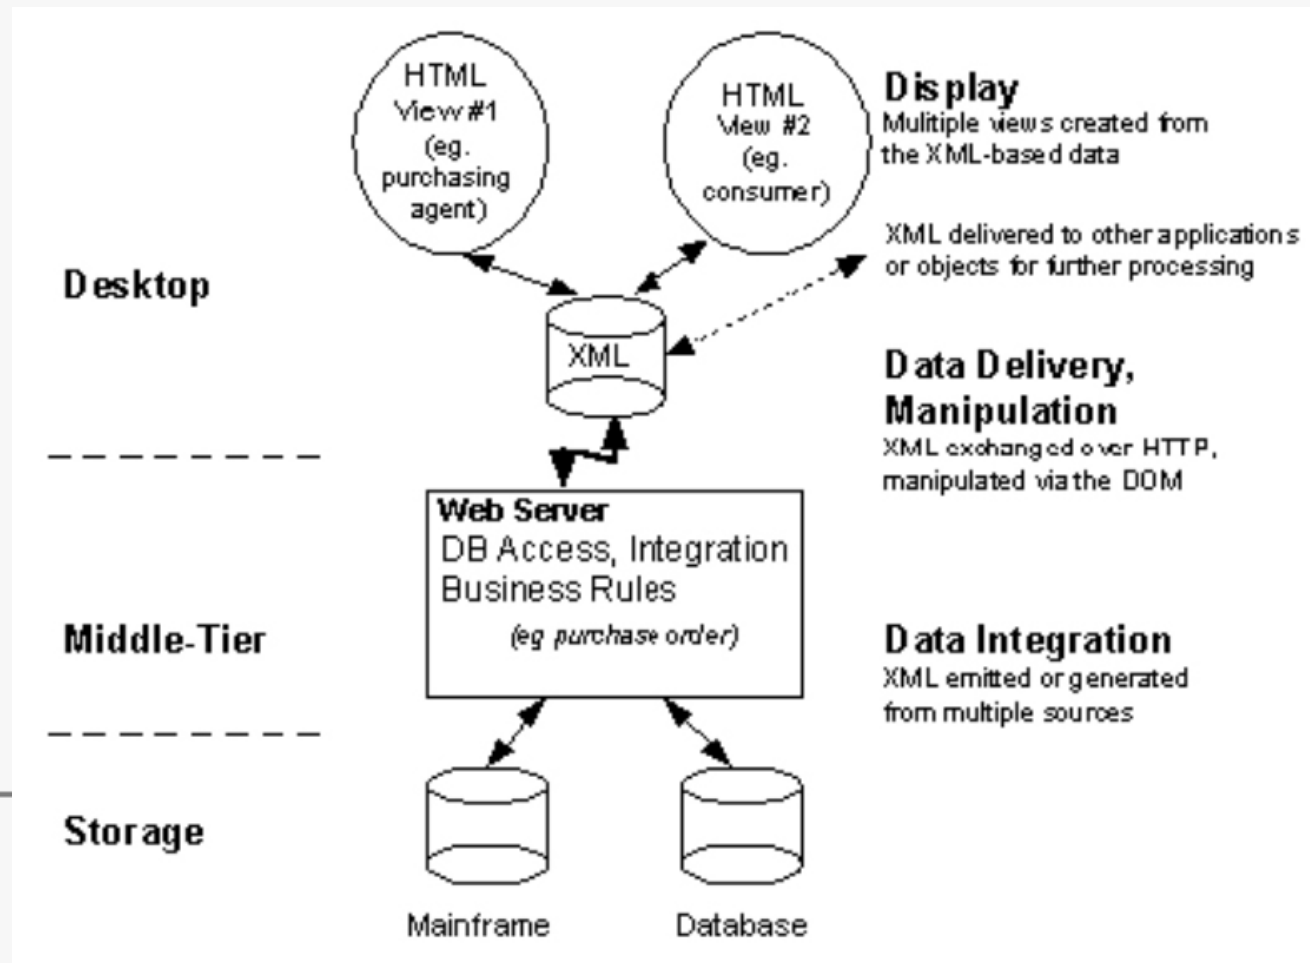 HTML
View #1
(eg.
purchasing
agent)
HTML
View #2
(eg.
consumer)
Display
Mulitiple views created from
the XML-based data
XML delivered to other applications
or objects for further processing
Desktop
XML
Data Delivery,
Manipulation
XML exchanged over HTTP,
manipulated via the DOM
Web Server
DB Access, Integration
Business Rules
(eg purchase order)
Middle-Tier
Data Integration
XML emitted or generated
from multiple sources
Storage
Mainframe
Database